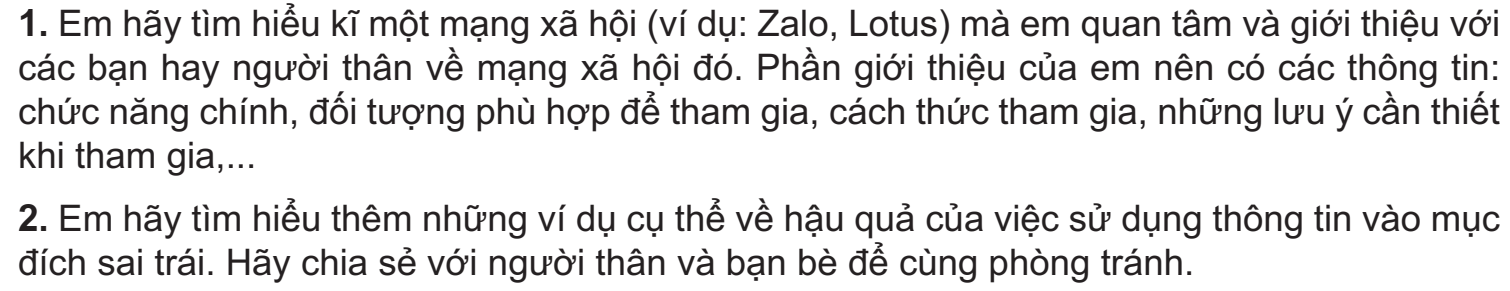 1. Em hãy tìm hiểu kĩ một mạng xã hội (ví dụ: Zalo, Lotus) mà em quan tâm và giới thiệu với
các bạn hay người thân về mạng xã hội đó. Phần giới thiệu của em nên có các thông tin:
chức năng chính, đối tượng phù hợp để tham gia, cách thức tham gia, những lưu ý cần thiết
khi tham gia,...
2. Em hãy tìm hiểu thêm những ví dụ cụ thể về hậu quả của việc sử dụng thông tin vào mục
đích sai trái. Hãy chia sẻ với người thân và bạn bè để cùng phòng tránh.